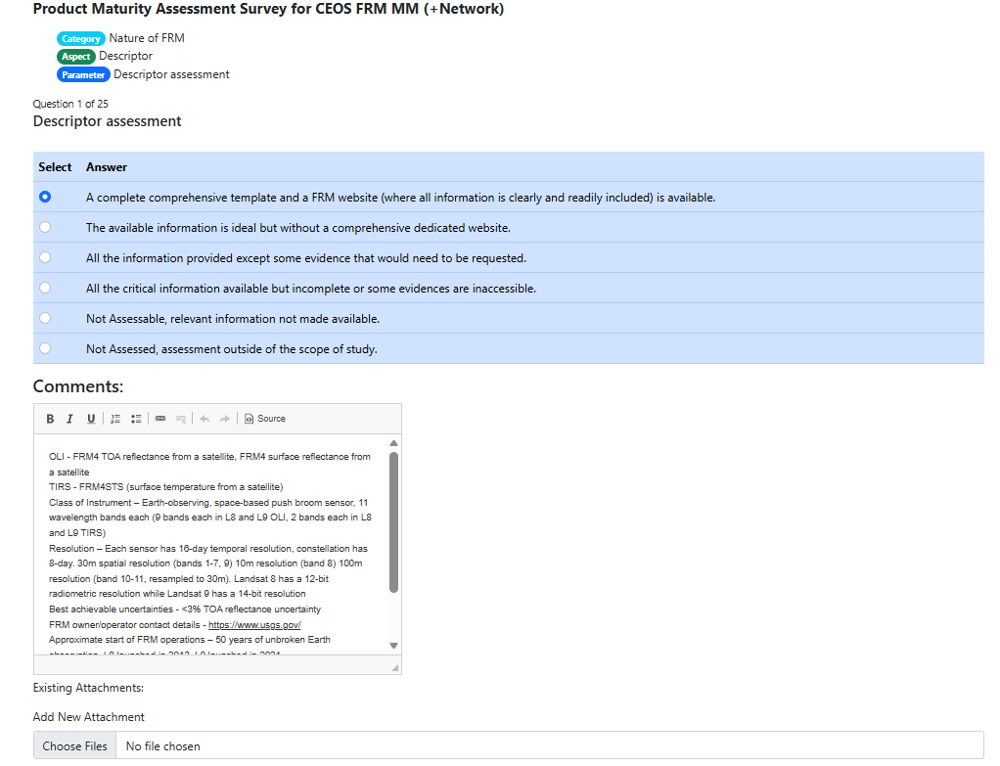 Product Maturity Assessment Survey for CEOS FRM MM (+Network)
Category Nature of FRM
Aspect Descriptor
Parameter Descriptor assessment
Question 1 of 25
Descriptor assessment
Select Answer
A complete comprehensive template and a FRM website (where all information is clearly and readily included) is available.
The available information is ideal but without a comprehensive dedicated website.
All the information provided except some evidence that would need to be requested.
All the critical information available but incomplete or some evidences are inaccessible.
Not Assessable, relevant information not made available.
Not Assessed, assessment outside of the scope of study.
Comments:
B I U Source
OLI - FRM4 TOA reflectance from a satellite, FRM4 surface reflectance from
a satellite
TIRS - FRM4STS (surface temperature from a satellite)
Class of Instrument – Earth-observing, space-based push broom sensor, 11
wavelength bands each (9 bands each in L8 and L9 OLI, 2 bands each in L8
and L9 TIRS)
Resolution – Each sensor has 16-day temporal resolution, constellation has
8-day. 30m spatial resolution (bands 1-7, 9) 10m resolution (band 8) 100m
resolution (band 10-11, resampled to 30m). Landsat 8 has a 12-bit
radiometric resolution while Landsat 9 has a 14-bit resolution
Best achievable uncertainties - <3% TOA reflectance uncertainty
FRM owner/operator contact details - https://www.usgs.gov/
Approximate start of FRM operations – 50 years of unbroken Earth
observation, L8 launched in 2013, L9 launched in 2021
Existing Attachments:
Add New Attachment
Choose Files No file chosen